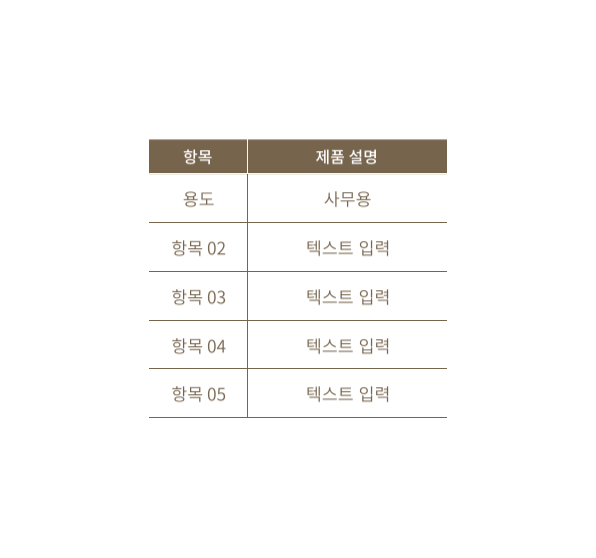 항목 제품 설명
용도 사무용
항목 02 텍스트 입력
항목 03 텍스트 입력
항목 04 텍스트 입력
항목 05 텍스트 입력